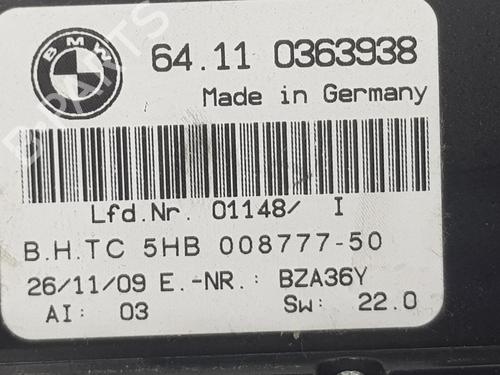 BMW
64.11 0363938
Made in Germany
Lfd.Nr. 01148/ I
B.H.TC 5HB 008777-50
26/11/09 E.-NR.: BZA36Y
AI: 03 Sw: 22.0